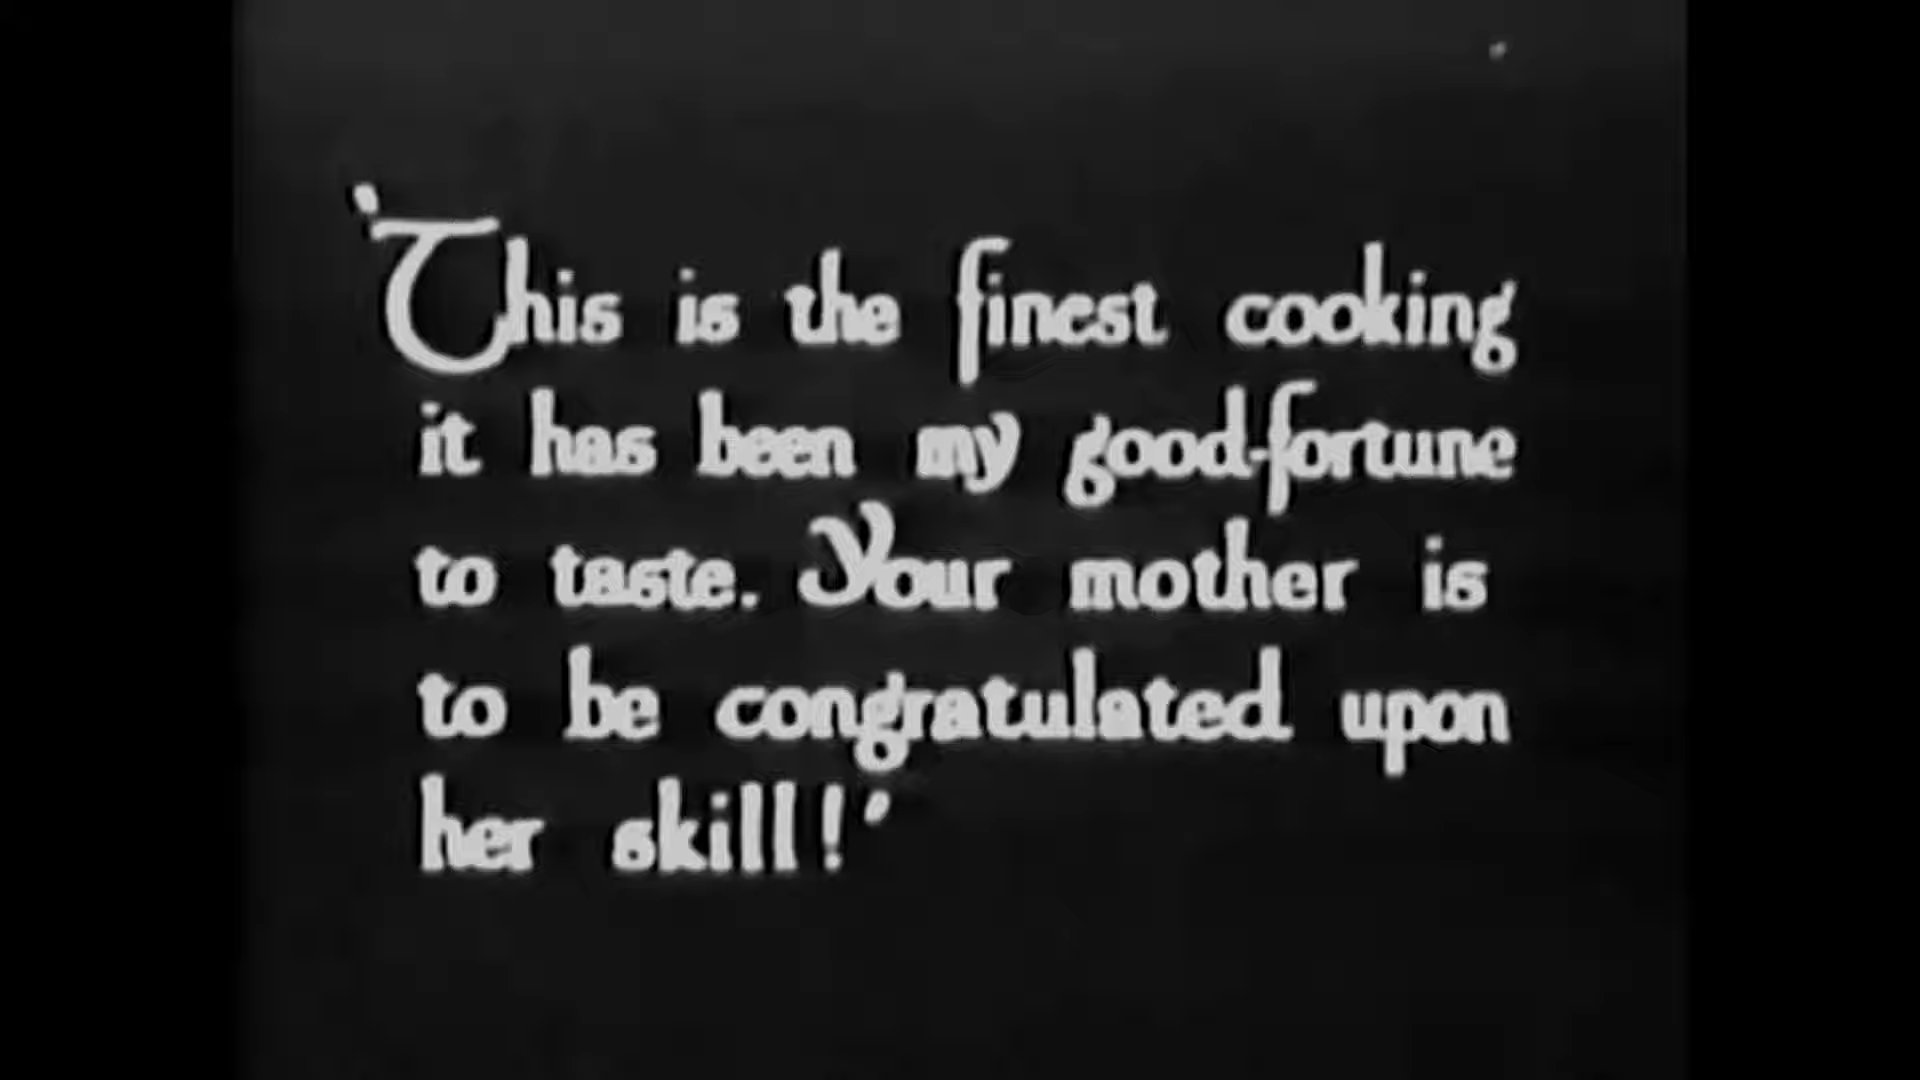 'This is the finest cooking
it has been my good-fortune
to taste. Your mother is
to be congratulated upon
her skill!'